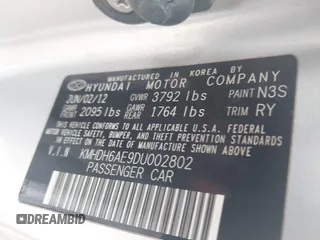 MANUFACTURED IN KOREA BY
HYUNDAI MOTOR COMPANY
JUN/02/12 GVWR 3792 lbs PAINT N3S
GAWR FRONT 2095 lbs GAWR REAR 1764 lbs TRIM RY
THIS VEHICLE CONFORMS TO ALL APPLICABLE FEDERAL MOTOR VEHICLE SAFETY, BUMPER, AND THEFT PREVENTION STANDARDS IN EFFECT ON THE DATE OF MANUFACTURE SHOWN ABOVE.
V.I.N KMHDH6AE9DU002802
PASSENGER CAR
DREAMBID